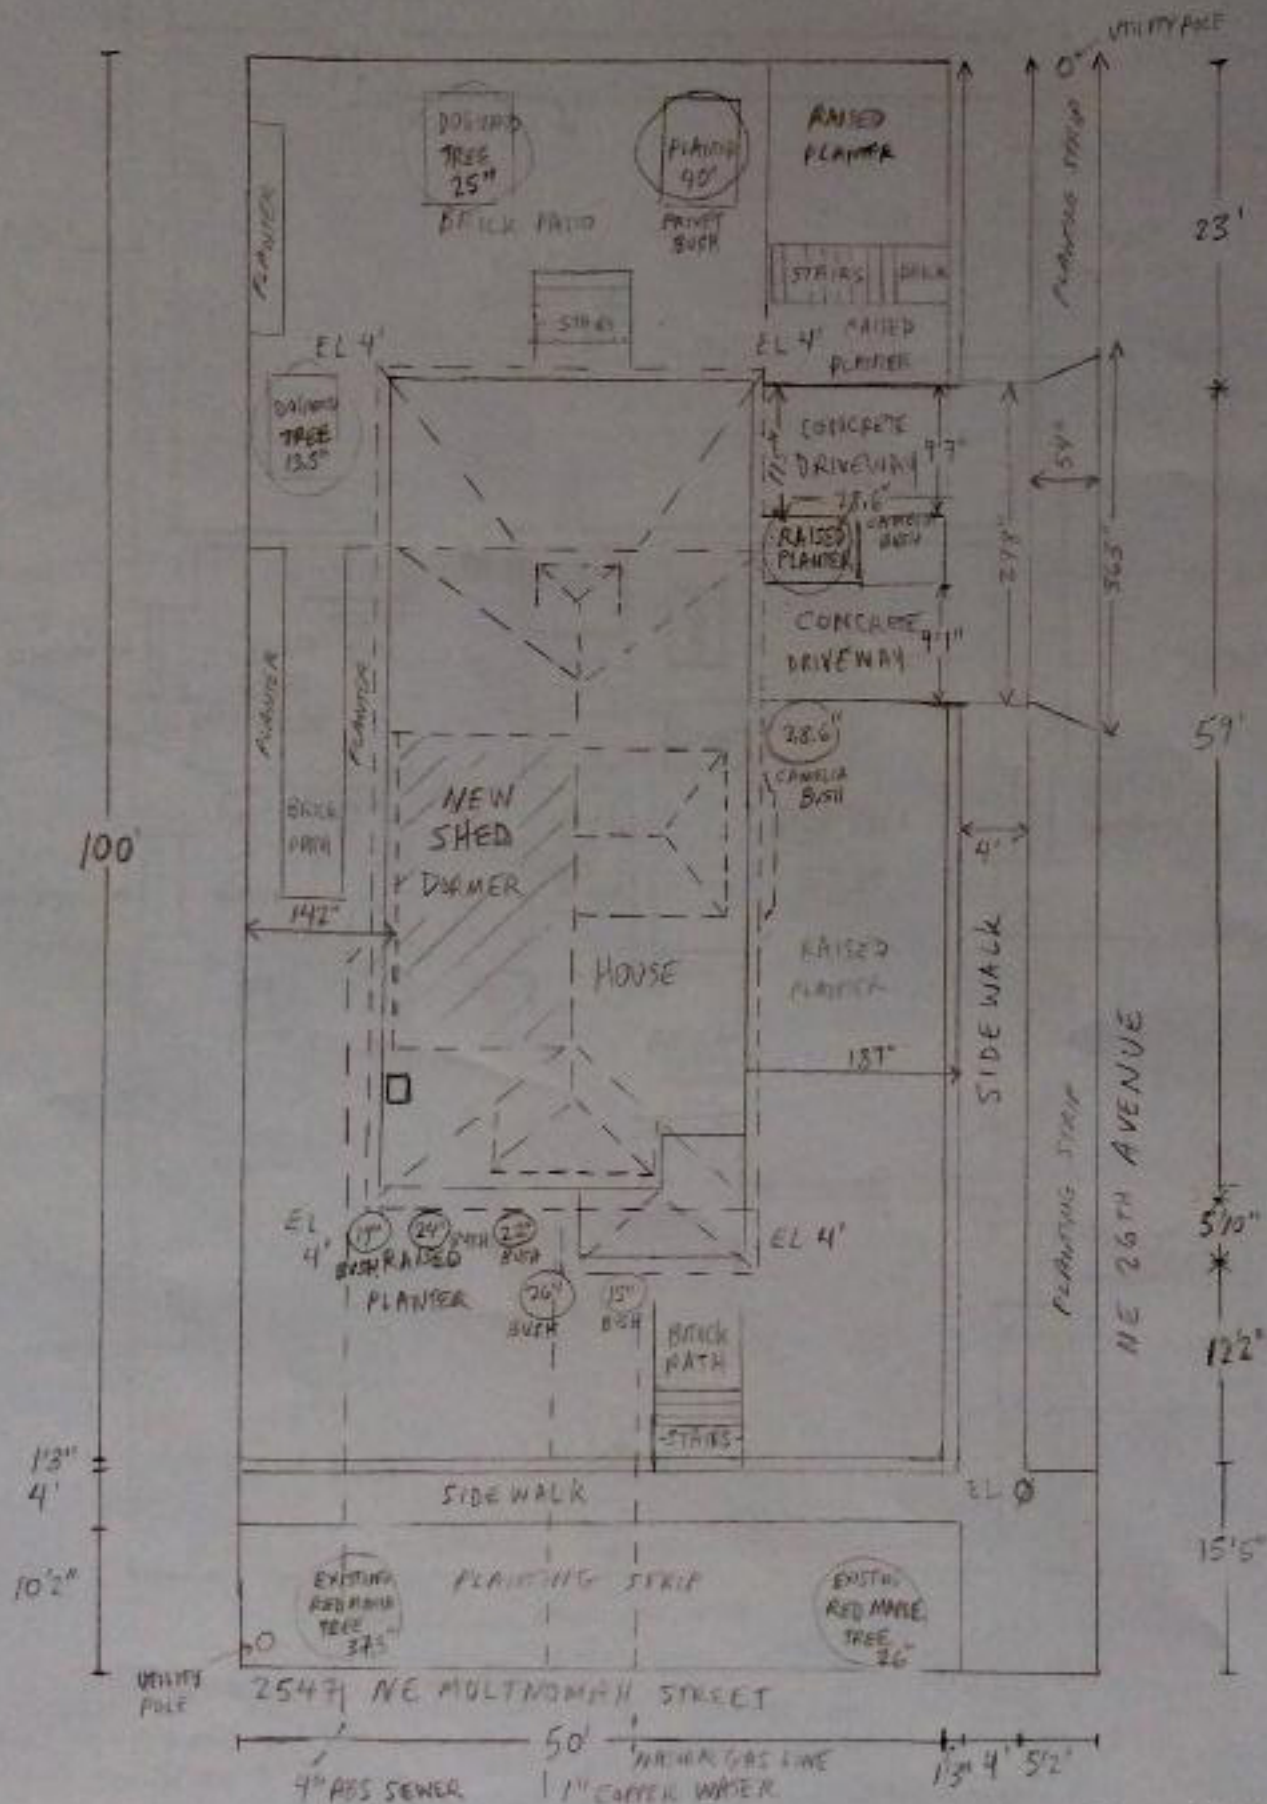 UTILITY POLE
DOGWOOD
TREE
25"
BRICK PATIO
40"
PRIVET
BUSH
RAISED
PLANTER
PLANTING STRIP
23'
PLANTER
STAIRS
STAIRS
RAISED
PLANTER
EL 4'
EL 4'
DOGWOOD
TREE
13.5"
CONCRETE
DRIVEWAY
28.6"
RAISED
PLANTER
BUSH
CONCRETE
DRIVEWAY
54"
363"
PLANTER
PLANTER
BRICK
PATH
142"
NEW
SHED
DORMER
28.6"
CAMELIA
BUSH
4'
59'
100'
HOUSE
RAISED
PLANTER
SIDEWALK
187"
NE 26TH AVENUE
PLANTING STRIP
EL
4'
19"
BUSH
24"
BUSH
BUSH
RAISED
PLANTER
26"
BUSH
15"
BUSH
EL 4'
5'10"
12'2"
BRICK
PATH
STAIRS
1'3"
4'
SIDEWALK
EL Ø
10'2"
EXISTING
RED MAPLE
TREE
37.5"
PLANTING STRIP
EXISTING
RED MAPLE
TREE
26"
15'5"
UTILITY
POLE
2547 NE MULTNOMAH STREET
50'
1'3" 4' 5'2'
NATURAL GAS LINE
4" ABS SEWER
1" COPPER WATER